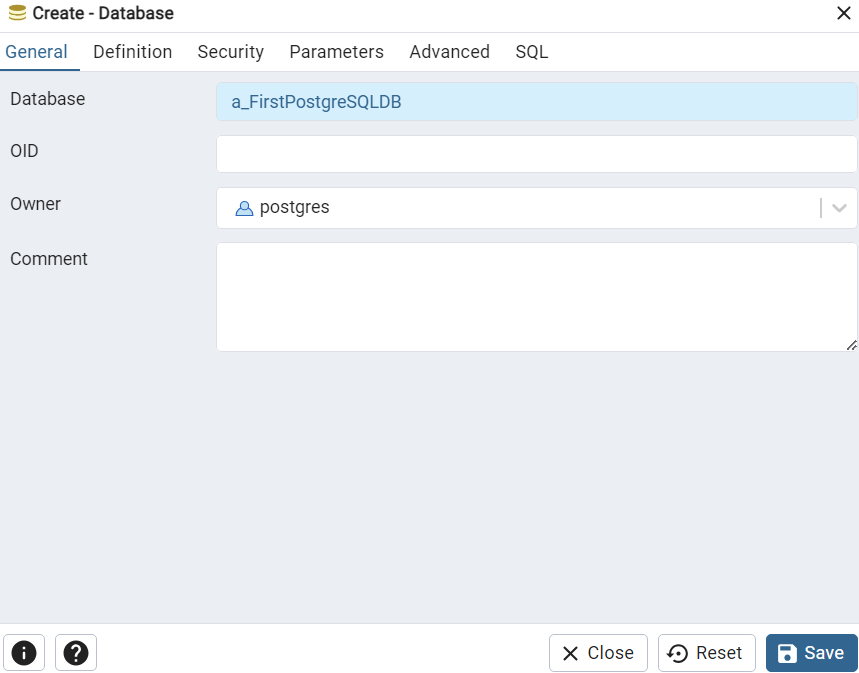 Create - Database
General Definition Security Parameters Advanced SQL
Database a_FirstPostgreSQLDB
OID
Owner postgres
Comment
Close Reset Save